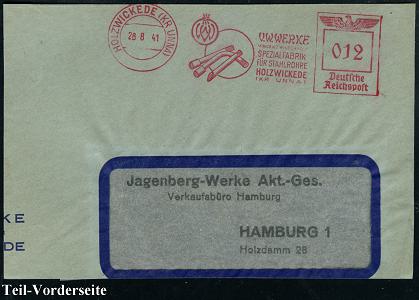 HOLZWICKEDE (KR. UNNA)
28 8 41
V.W.WERKE
SPEZIALFABRIK
FÜR STAHLROHRE
HOLZWICKEDE
(KR UNNA)
012
Deutsche
Reichspost
Jagenberg-Werke Akt.-Ges.
Verkaufsbüro Hamburg
HAMBURG 1
Holzdamm 28
KE
DE
Teil-Vorderseite